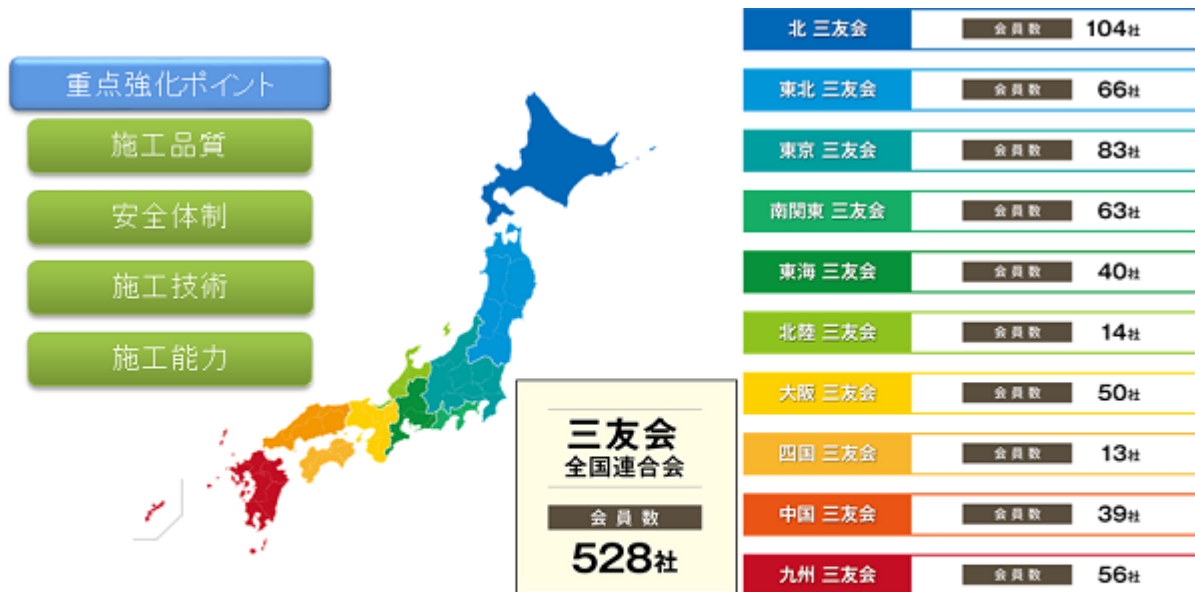 重点強化ポイント
施工品質
安全体制
施工技術
施工能力
三友会
全国連合会
会員数
528社
北 三友会 会員数 104社
東北 三友会 会員数 66社
東京 三友会 会員数 83社
南関東 三友会 会員数 63社
東海 三友会 会員数 40社
北陸 三友会 会員数 14社
大阪 三友会 会員数 50社
四国 三友会 会員数 13社
中国 三友会 会員数 39社
九州 三友会 会員数 56社